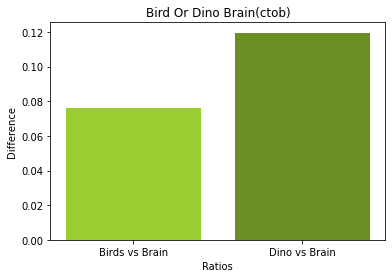 Bird Or Dino Brain(ctob)
Difference
0.12
0.10
0.08
0.06
0.04
0.02
0.00
Birds vs Brain Dino vs Brain
Ratios